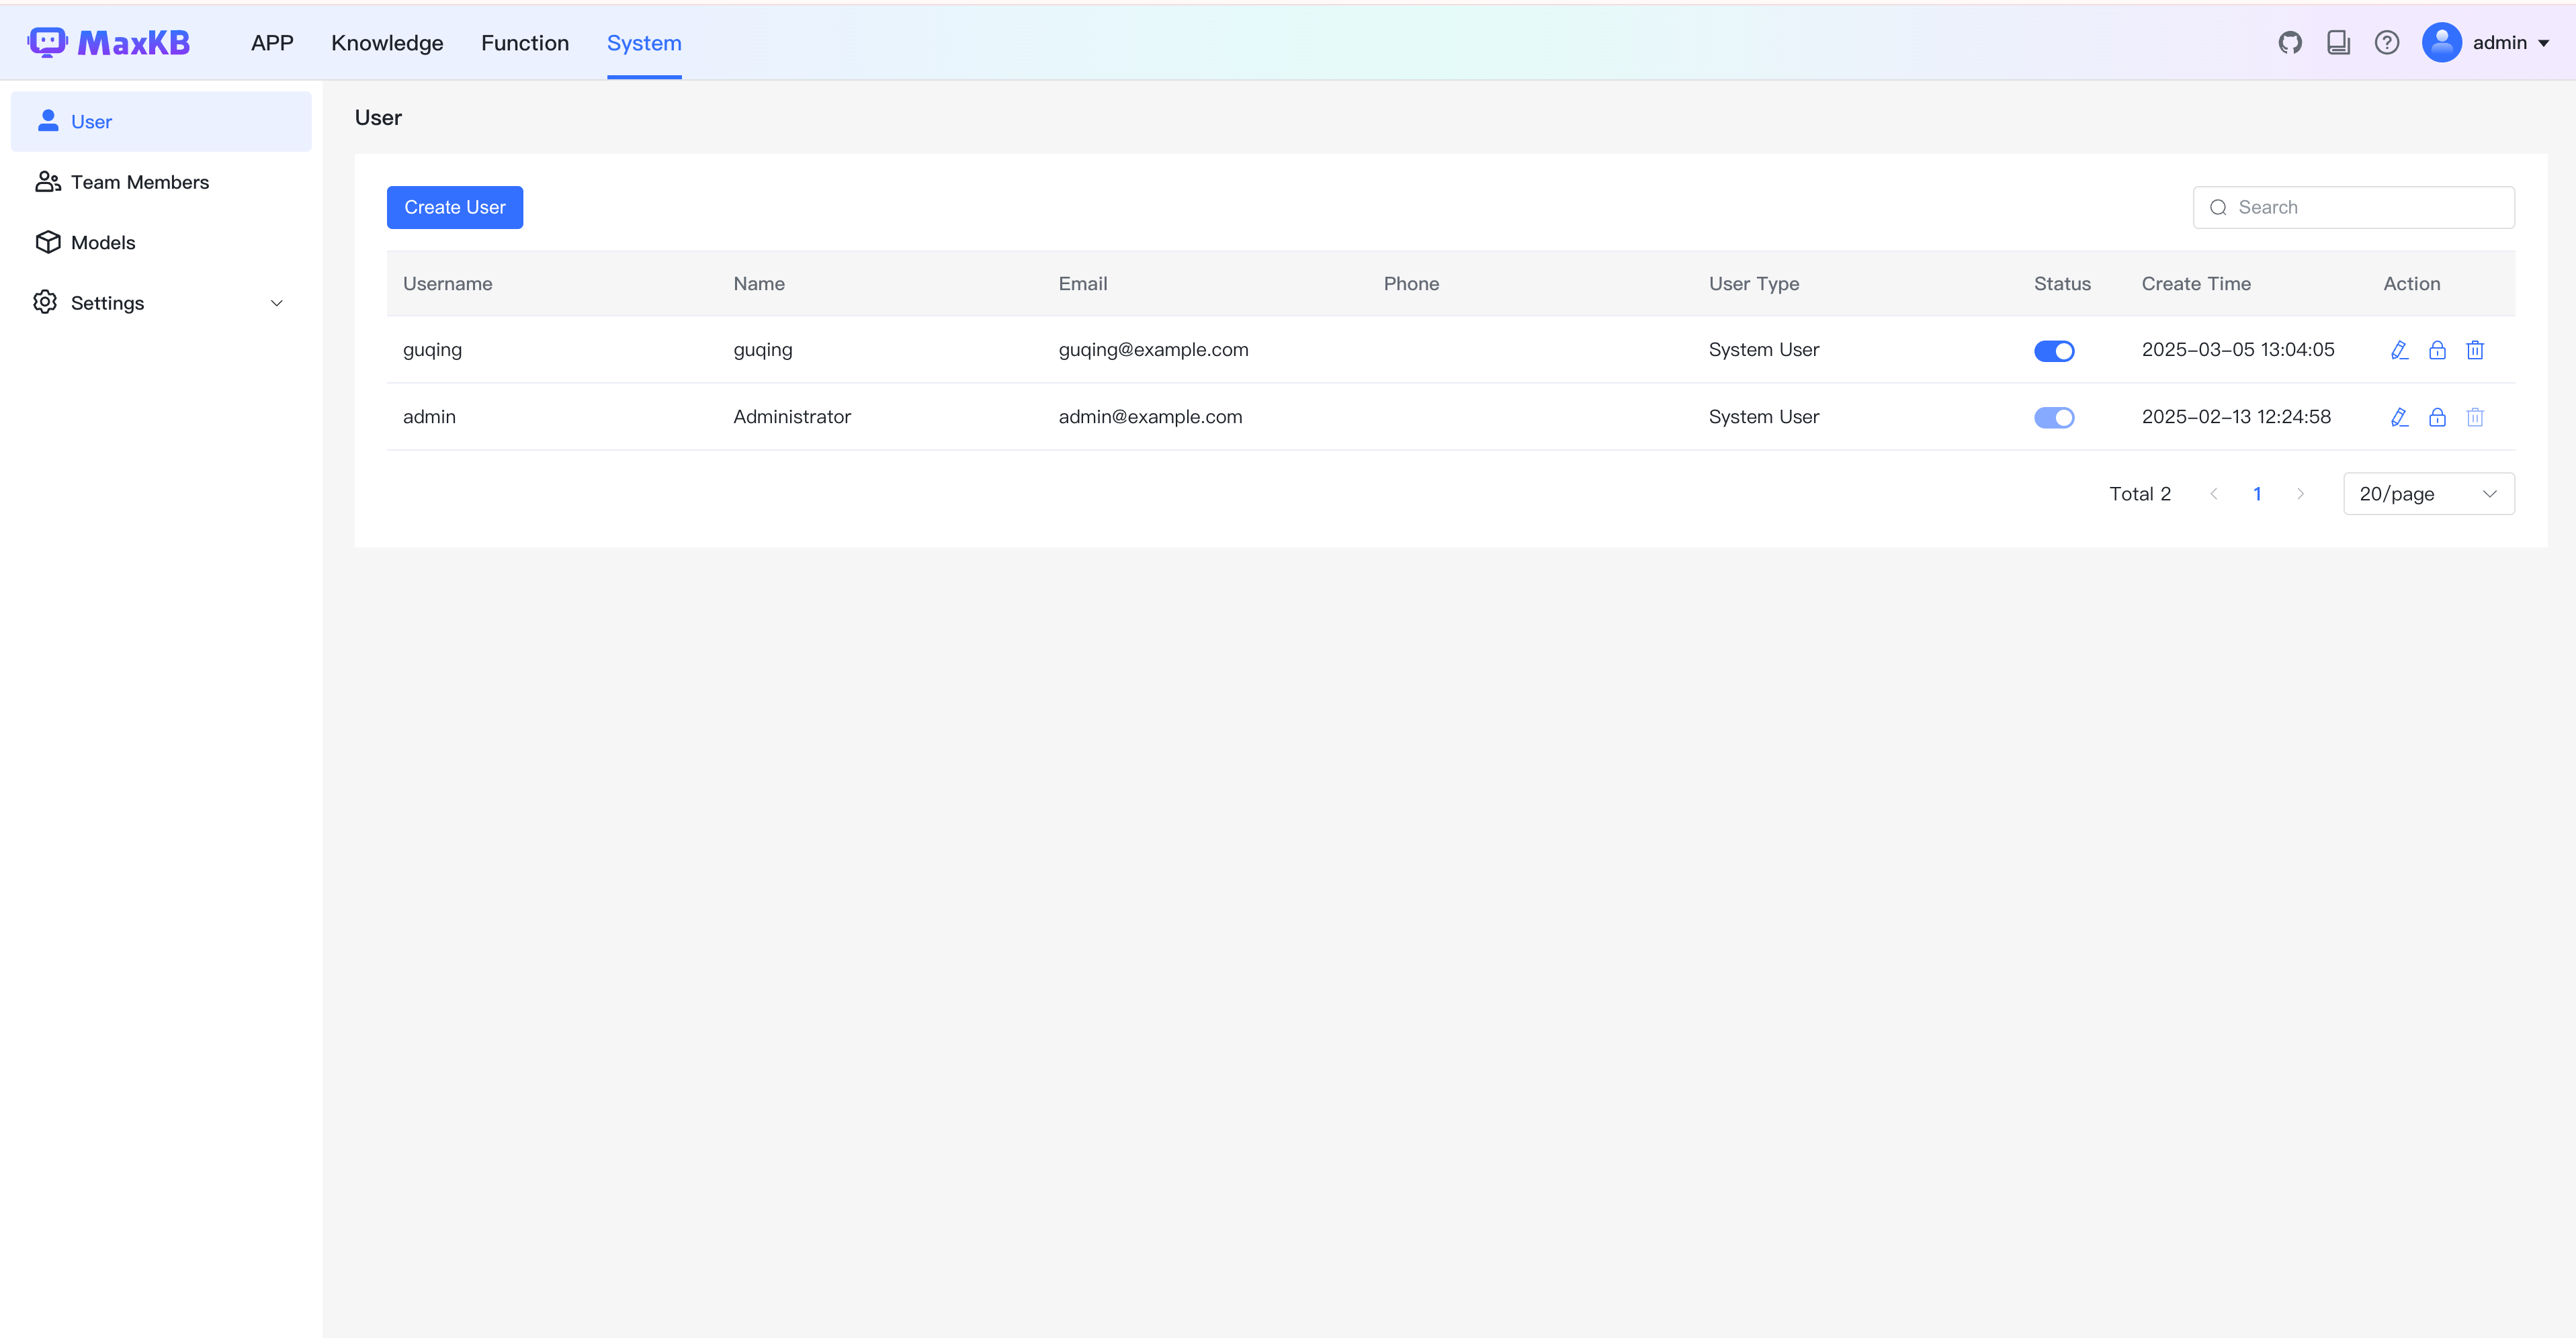 MaxKB APP Knowledge Function System admin
User
Team Members
Models
Settings
User
Create User Search
Username Name Email Phone User Type Status Create Time Action
guqing guqing guqing@example.com System User 2025-03-05 13:04:05
admin Administrator admin@example.com System User 2025-02-13 12:24:58
Total 2 1 20/page